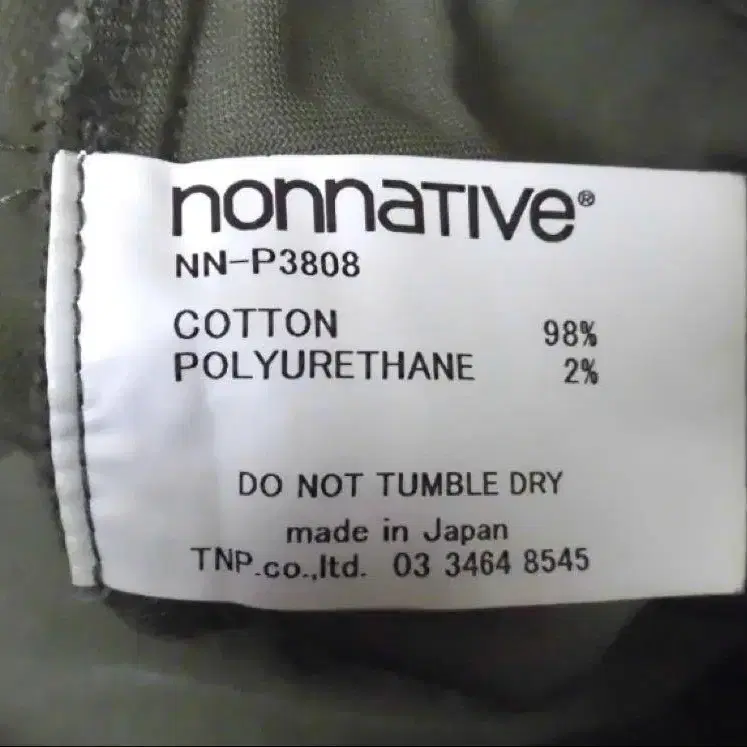 nonnative®
NN-P3808
COTTON 98%
POLYURETHANE 2%
DO NOT TUMBLE DRY
made in Japan
TNP.co.,ltd. 03 3464 8545